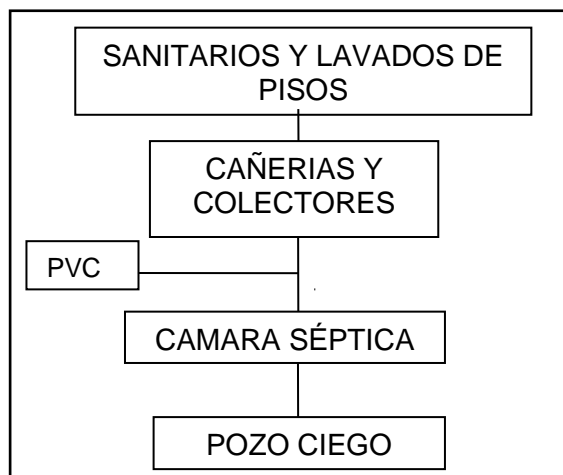 SANITARIOS Y LAVADOS DE
PISOS
CAÑERIAS Y
COLECTORES
PVC
CAMARA SÉPTICA
POZO CIEGO